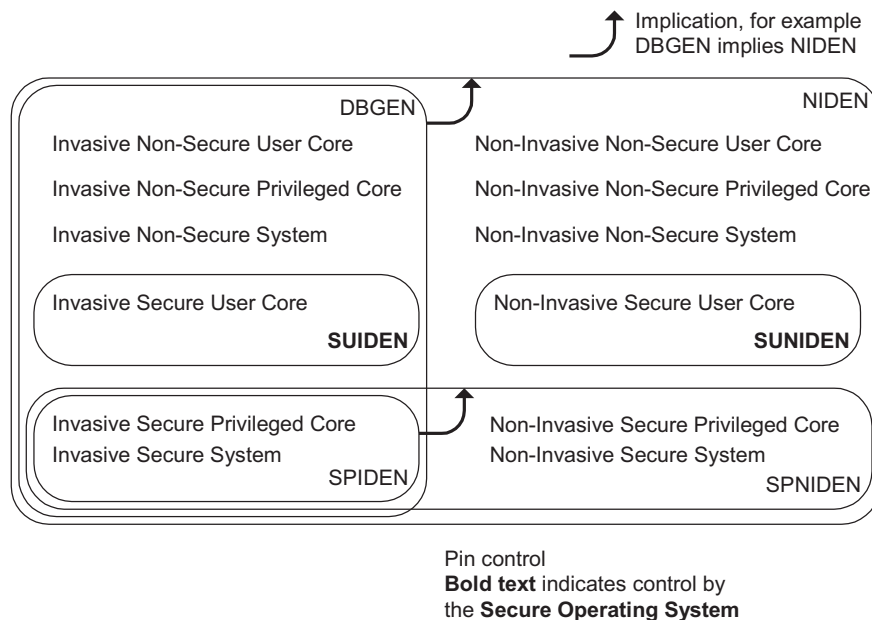 Implication, for example
DBGEN implies NIDEN
DBGEN
NIDEN
Invasive Non-Secure User Core
Non-Invasive Non-Secure User Core
Invasive Non-Secure Privileged Core
Non-Invasive Non-Secure Privileged Core
Invasive Non-Secure System
Non-Invasive Non-Secure System
Invasive Secure User Core
Non-Invasive Secure User Core
SUIDEN
SUNIDEN
Invasive Secure Privileged Core
Non-Invasive Secure Privileged Core
Invasive Secure System
Non-Invasive Secure System
SPIDEN
SPNIDEN
Pin control
Bold text indicates control by
the Secure Operating System